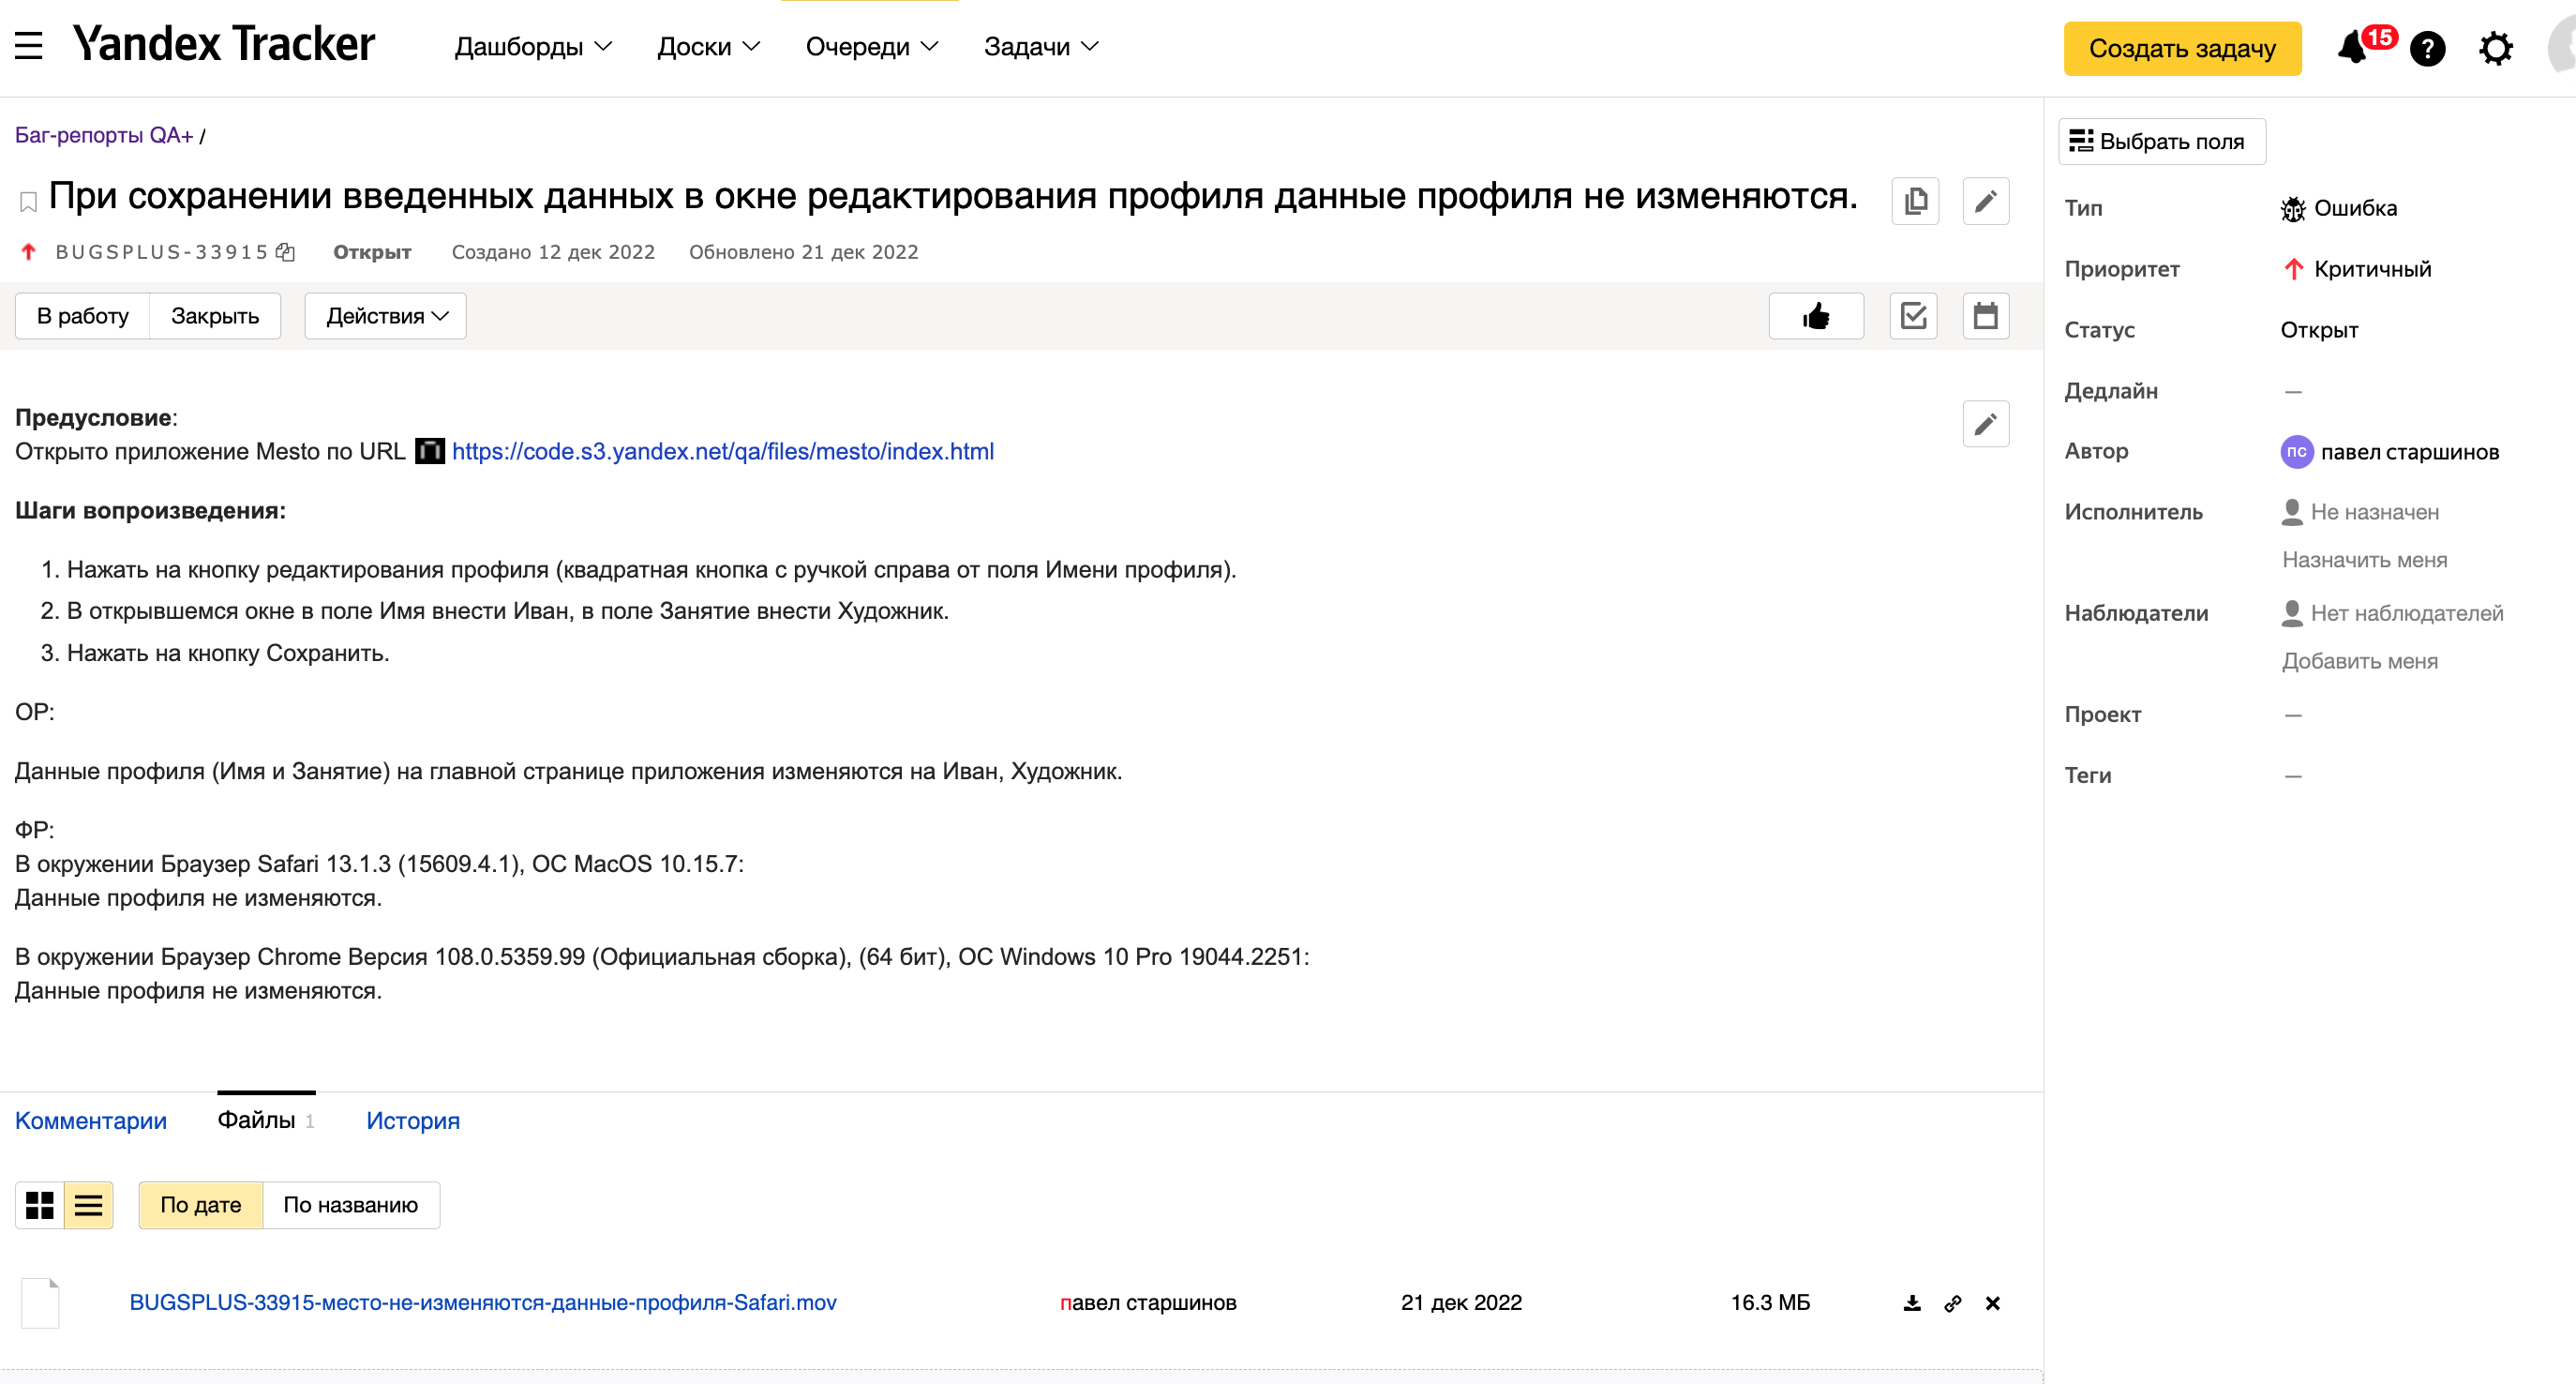 Yandex Tracker
Дашборды
Доски
Очереди
Задачи
Создать задачу
15
?
Баг-репорты QA+ /
При сохранении введенных данных в окне редактирования профиля данные профиля не изменяются.
BUGSPLUS-33915 Открыт Создано 12 дек 2022 Обновлено 21 дек 2022
В работу
Закрыть
Действия
Предусловие:
Открыто приложение Mesto по URL https://code.s3.yandex.net/qa/files/mesto/index.html
Шаги вопроизведения:
1. Нажать на кнопку редактирования профиля (квадратная кнопка с ручкой справа от поля Имени профиля).
2. В открывшемся окне в поле Имя внести Иван, в поле Занятие внести Художник.
3. Нажать на кнопку Сохранить.
ОР:
Данные профиля (Имя и Занятие) на главной странице приложения изменяются на Иван, Художник.
ФР:
В окружении Браузер Safari 13.1.3 (15609.4.1), ОС MacOS 10.15.7:
Данные профиля не изменяются.
В окружении Браузер Chrome Версия 108.0.5359.99 (Официальная сборка), (64 бит), ОС Windows 10 Pro 19044.2251:
Данные профиля не изменяются.
Комментарии
Файлы 1
История
По дате
По названию
BUGSPLUS-33915-место-не-изменяются-данные-профиля-Safari.mov павел старшинов 21 дек 2022 16.3 МБ
Выбрать поля
Тип Ошибка
Приоритет Критичный
Статус Открыт
Дедлайн —
Автор ПС павел старшинов
Исполнитель Не назначен
Назначить меня
Наблюдатели Нет наблюдателей
Добавить меня
Проект —
Теги —